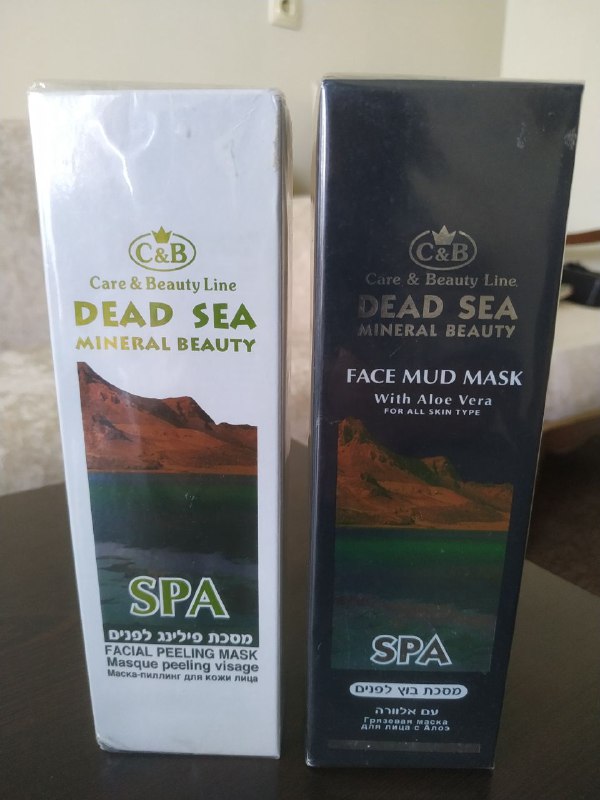 C&B
Care & Beauty Line
DEAD SEA
MINERAL BEAUTY
SPA
מסכת פילינג לפנים
FACIAL PEELING MASK
Masque peeling visage
Маска-пиллинг для кожи лица
C&B
Care & Beauty Line
DEAD SEA
MINERAL BEAUTY
FACE MUD MASK
With Aloe Vera
FOR ALL SKIN TYPE
SPA
מסכת בוץ לפנים
עם אלוורה
Грязевая маска
для лица с Алоэ